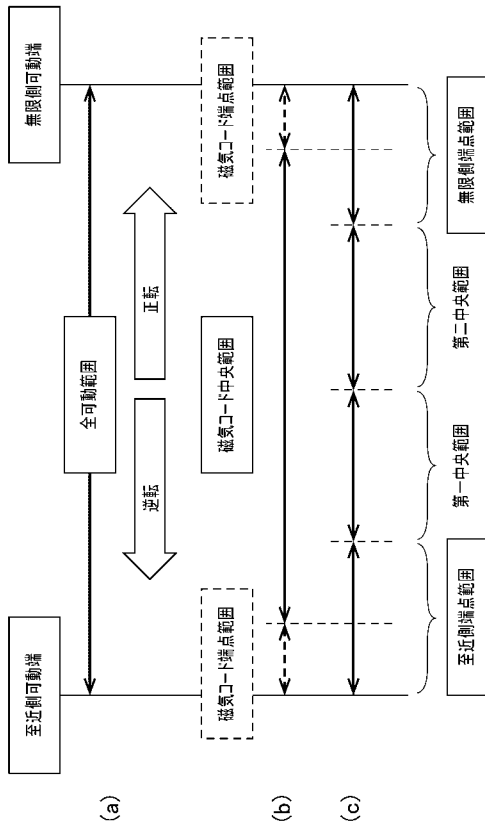 至近側可動端
無限側可動端
(a)
全可動範囲
逆転
正転
磁気コード端点範囲
磁気コード中央範囲
磁気コード端点範囲
(b)
(c)
至近側端点範囲
第一中央範囲
第二中央範囲
無限側端点範囲